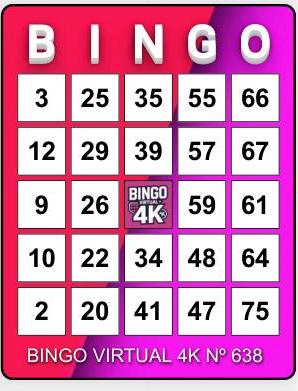 B I N G O
3 25 35 55 66
12 29 39 57 67
9 26 BINGO VIRTUAL 4K 59 61
10 22 34 48 64
2 20 41 47 75
BINGO VIRTUAL 4K Nº 638